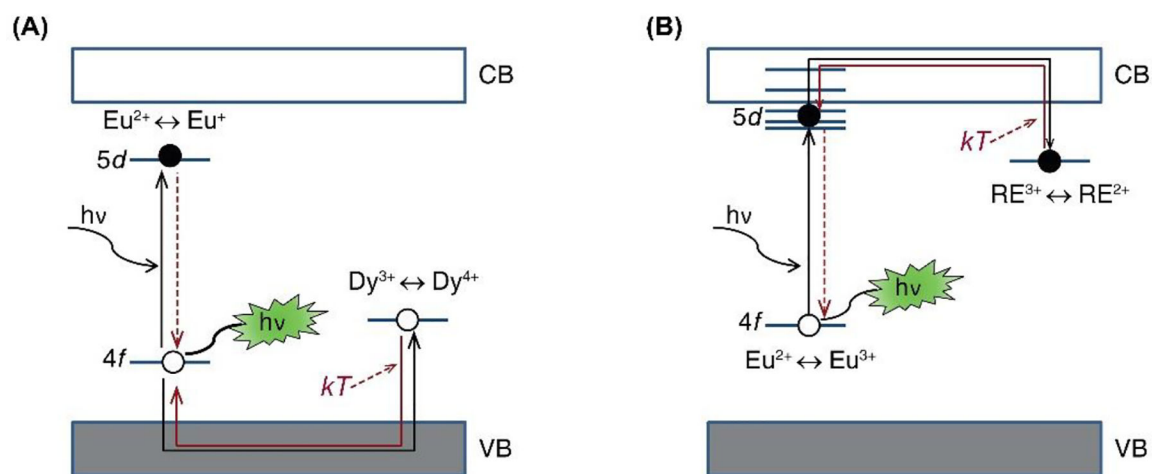 (A)
CB
Eu²⁺ ↔ Eu⁺
5d
hν
Dy³⁺ ↔ Dy⁴⁺
hν
4f
kT
VB
(B)
CB
5d
kT
RE³⁺ ↔ RE²⁺
hν
hν
4f
Eu²⁺ ↔ Eu³⁺
VB